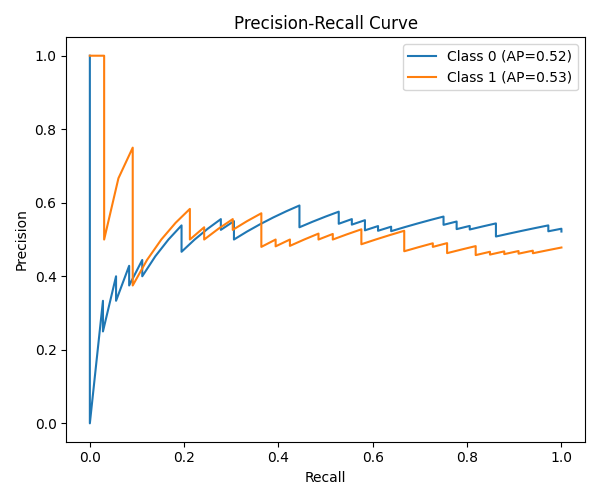 Precision-Recall Curve
Class 0 (AP=0.52)
Class 1 (AP=0.53)
Precision
1.0
0.8
0.6
0.4
0.2
0.0
0.0 0.2 0.4 0.6 0.8 1.0
Recall